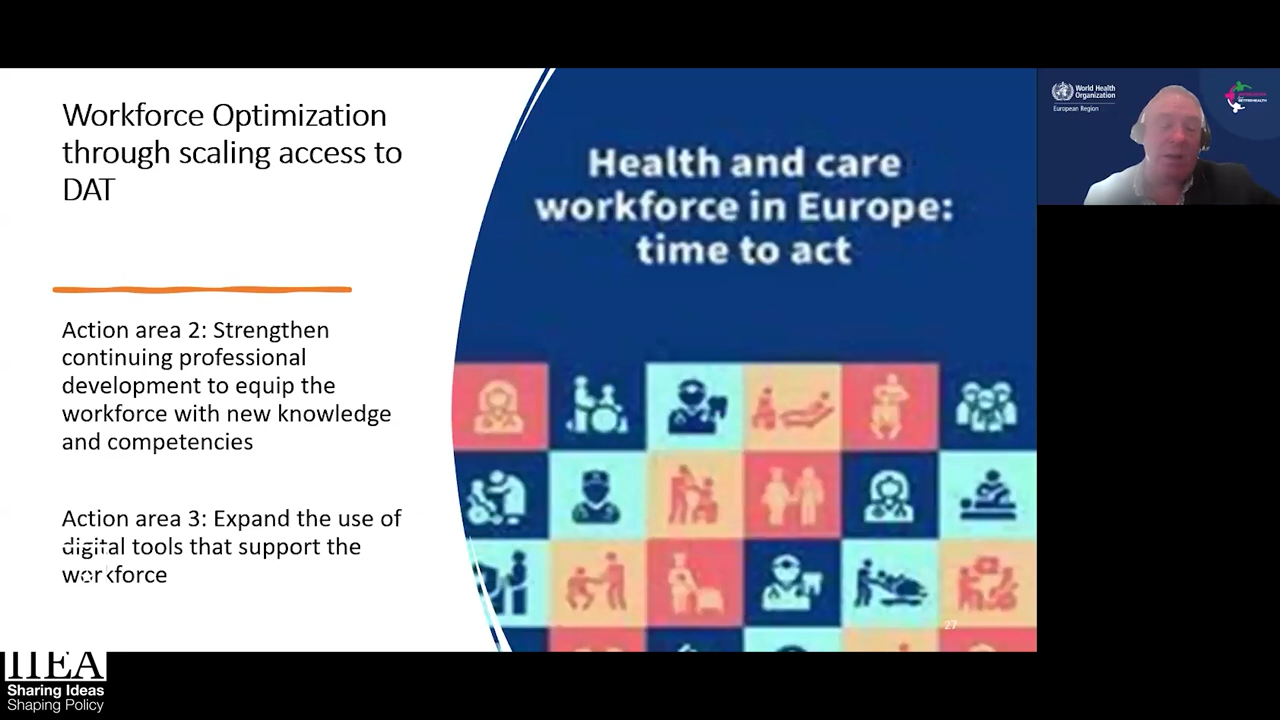 Workforce Optimization
through scaling access to
DAT
Action area 2: Strengthen
continuing professional
development to equip the
workforce with new knowledge
and competencies
Action area 3: Expand the use of
digital tools that support the
workforce
Health and care
workforce in Europe:
time to act
27
World Health
Organization
European Region
IIEA
Sharing Ideas
Shaping Policy